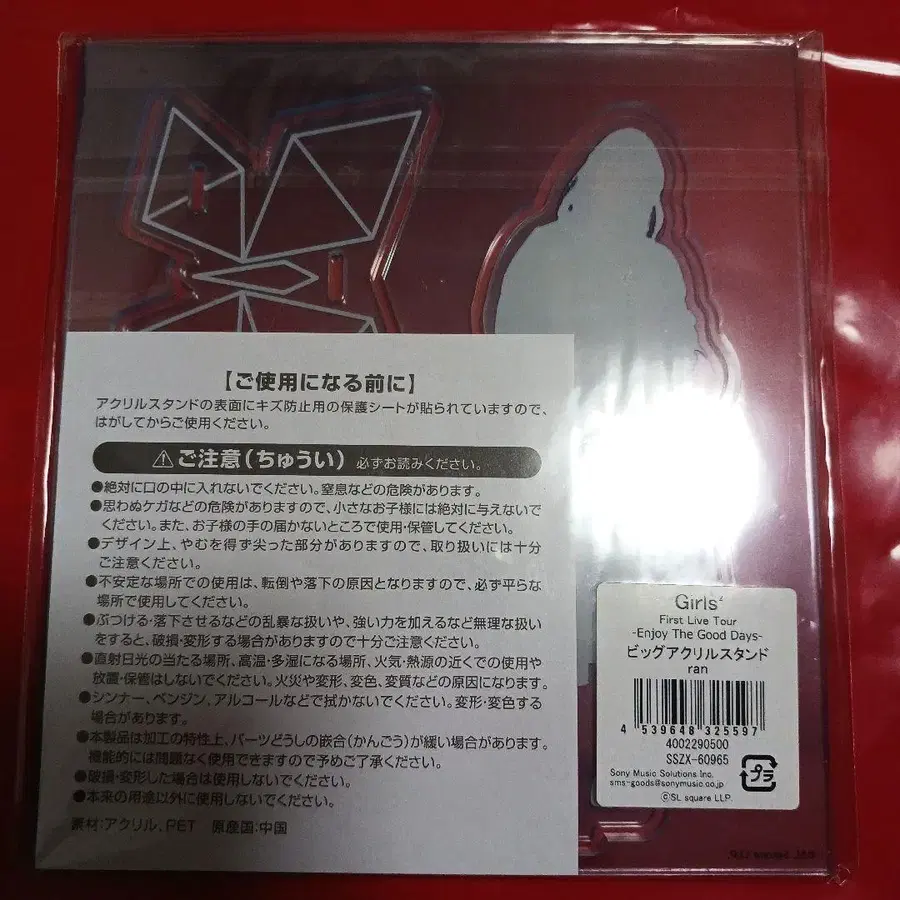 【ご使用になる前に】
アクリルスタンドの表面にキズ防止用の保護シートが貼られていますので、
はがしてからご使用ください。
⚠ご注意(ちゅうい) 必ずお読みください。
●絶対に口の中に入れないでください。窒息などの危険があります。
●思わぬケガなどの危険がありますので、小さなお子様には絶対に与えないで
ください。また、お子様の手の届かないところで使用・保管してください。
●デザイン上、やむを得ず尖った部分がありますので、取り扱いには十分
ご注意ください。
●不安定な場所での使用は、転倒や落下の原因となりますので、必ず平らな
場所で使用してください。
●ぶつける・落下させるなどの乱暴な扱いや、強い力を加えるなど無理な扱い
をすると、破損・変形する場合がありますので十分ご注意ください。
●直射日光の当たる場所、高温・多湿になる場所、火気・熱源の近くでの使用や
放置・保管はしないでください。火災や変形、変色、変質などの原因になります。
●シンナー、ベンジン、アルコールなどで拭かないでください。変形・変色する
場合があります。
●本製品は加工の特性上、パーツどうしの嵌合(かんごう)が緩い場合があります。
機能的には問題なく使用できますので予めご了承ください。
●破損・変形した場合は使用しないでください。
●本来の用途以外に使用しないでください。
素材:アクリル、PET 原産国:中国
Girls²
First Live Tour
-Enjoy The Good Days-
ビッグアクリルスタンド
ran
4 539648 325597
4002290500
SSZX-60965
プラ
Sony Music Solutions Inc.
sms-goods@sonymusic.co.jp
©SL square LLP.
©SL Square LLP.